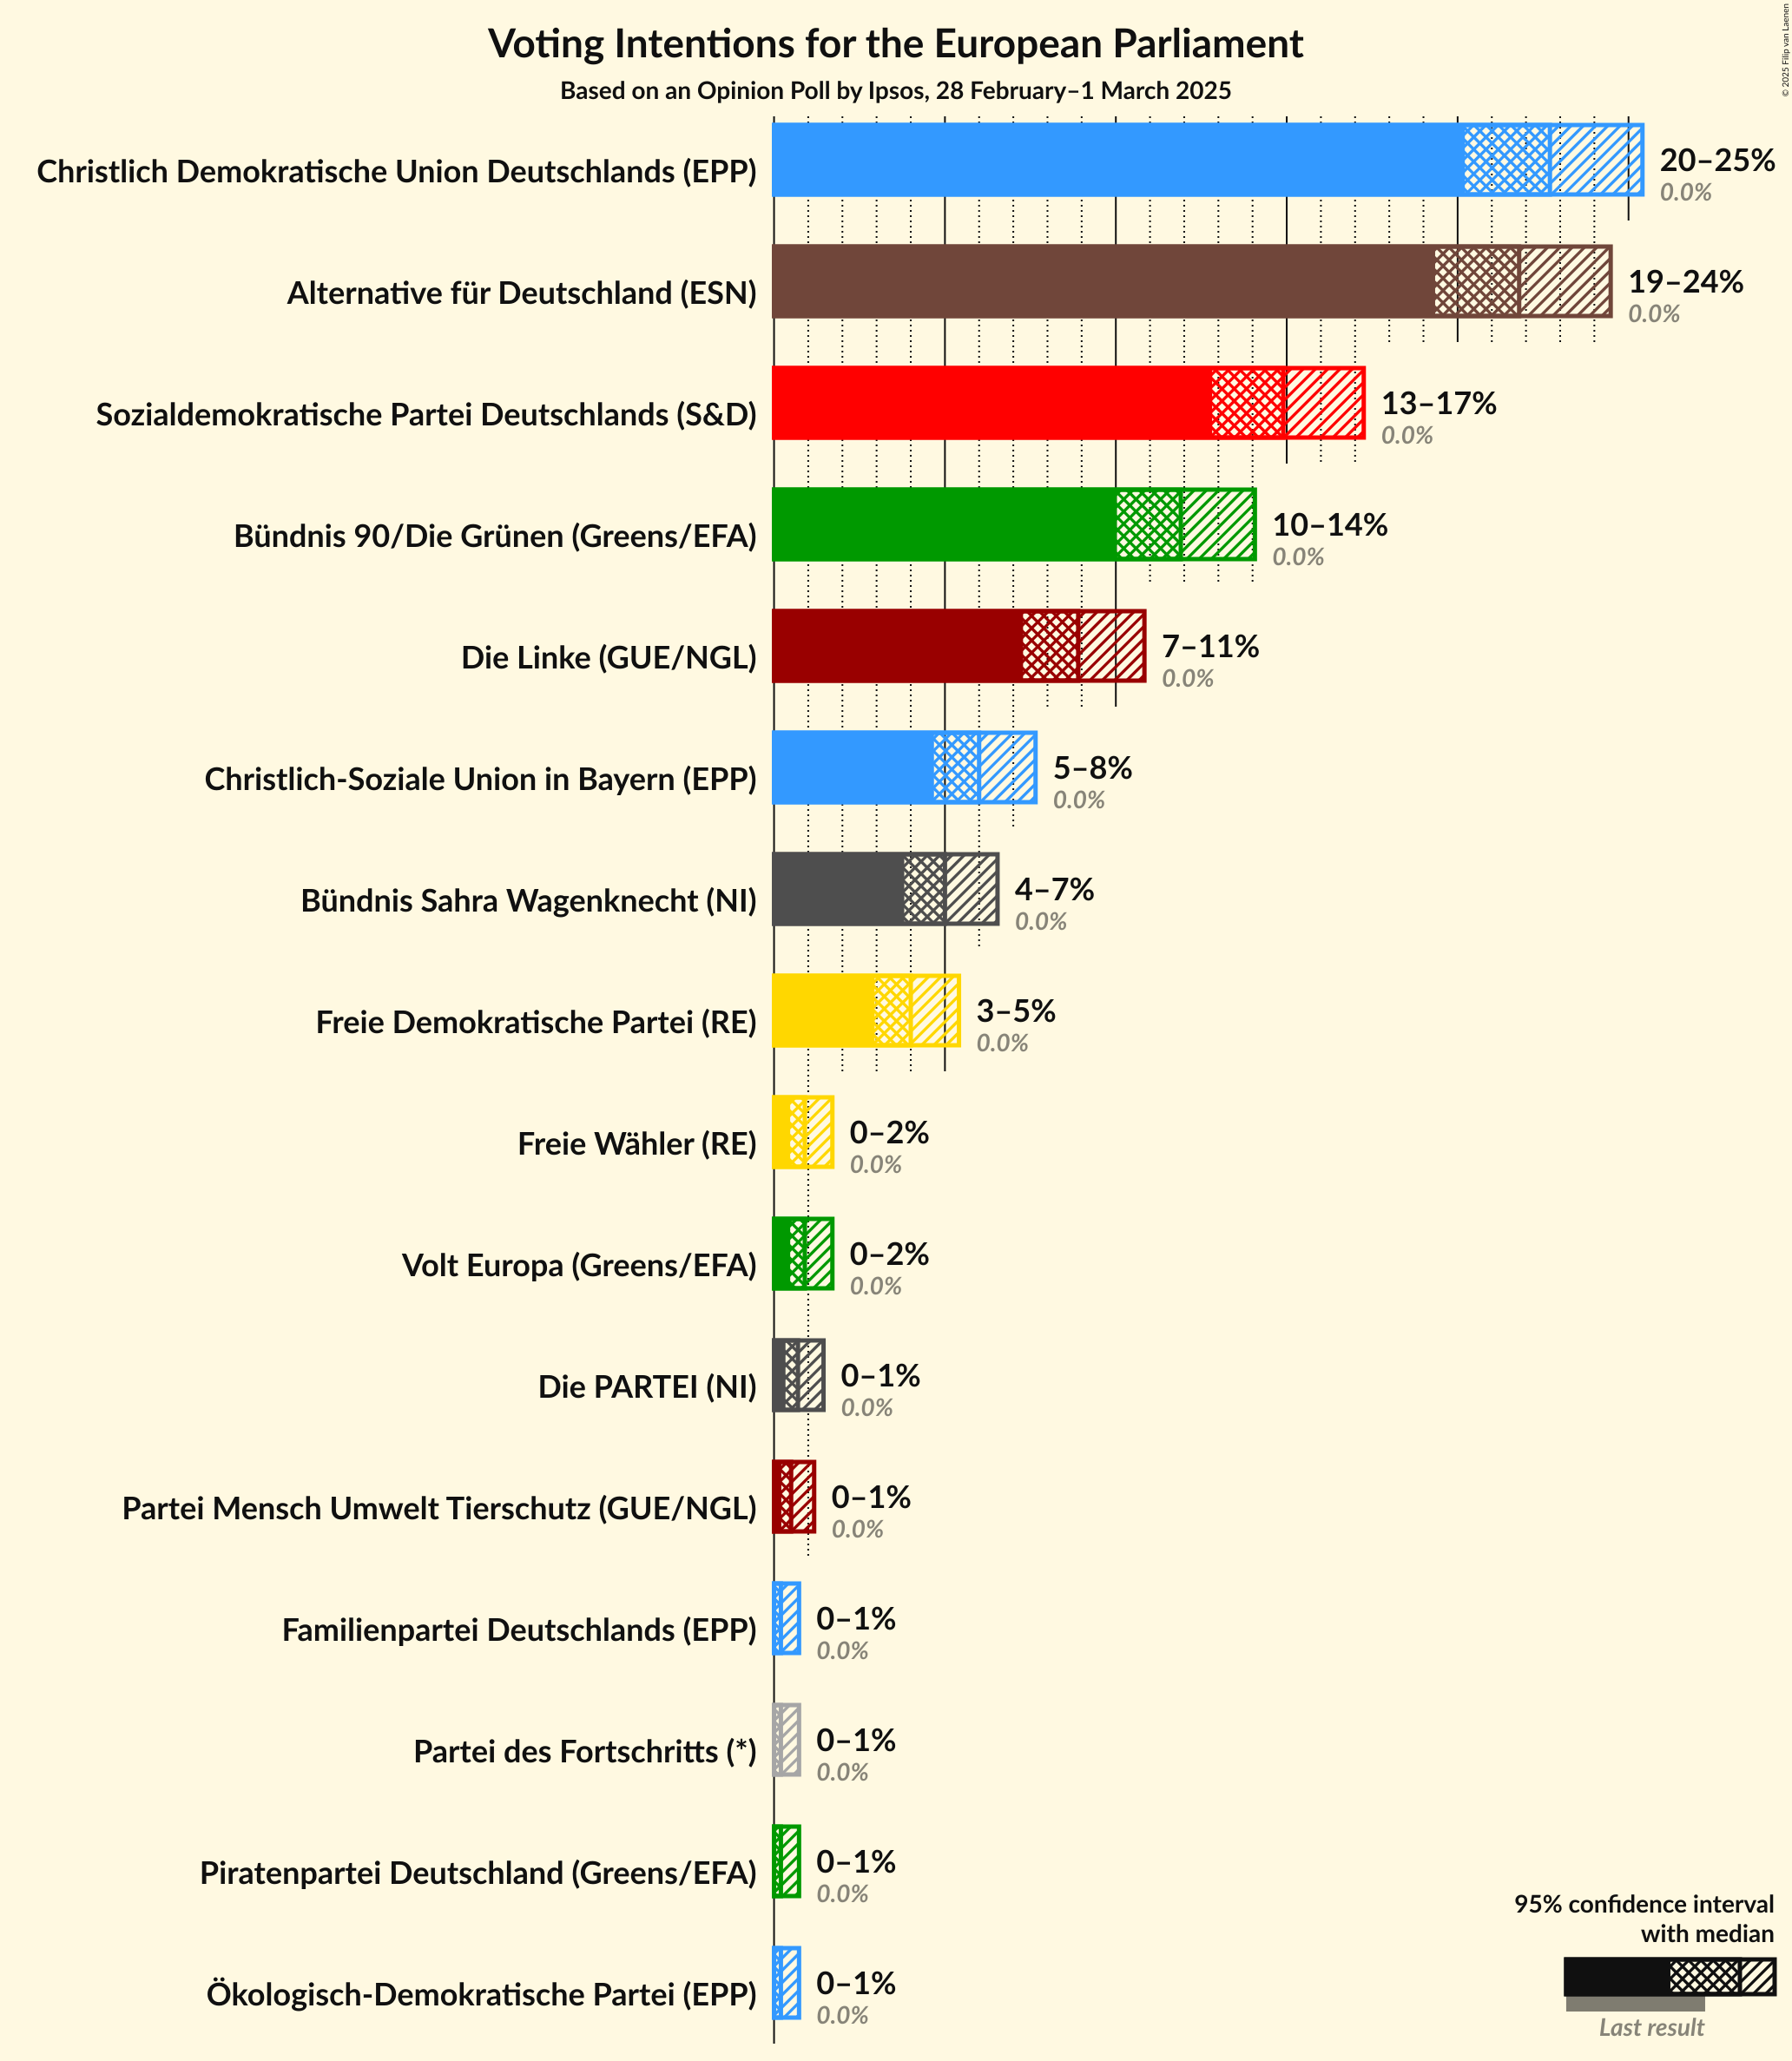 Voting Intentions for the European Parliament
Based on an Opinion Poll by Ipsos, 28 February–1 March 2025
© 2025 Filip van Laenen
Christlich Demokratische Union Deutschlands (EPP)
20–25%
0.0%
Alternative für Deutschland (ESN)
19–24%
0.0%
Sozialdemokratische Partei Deutschlands (S&D)
13–17%
0.0%
Bündnis 90/Die Grünen (Greens/EFA)
10–14%
0.0%
Die Linke (GUE/NGL)
7–11%
0.0%
Christlich-Soziale Union in Bayern (EPP)
5–8%
0.0%
Bündnis Sahra Wagenknecht (NI)
4–7%
0.0%
Freie Demokratische Partei (RE)
3–5%
0.0%
Freie Wähler (RE)
0–2%
0.0%
Volt Europa (Greens/EFA)
0–2%
0.0%
Die PARTEI (NI)
0–1%
0.0%
Partei Mensch Umwelt Tierschutz (GUE/NGL)
0–1%
0.0%
Familienpartei Deutschlands (EPP)
0–1%
0.0%
Partei des Fortschritts (*)
0–1%
0.0%
Piratenpartei Deutschland (Greens/EFA)
0–1%
0.0%
Ökologisch-Demokratische Partei (EPP)
0–1%
0.0%
95% confidence interval
with median
Last result